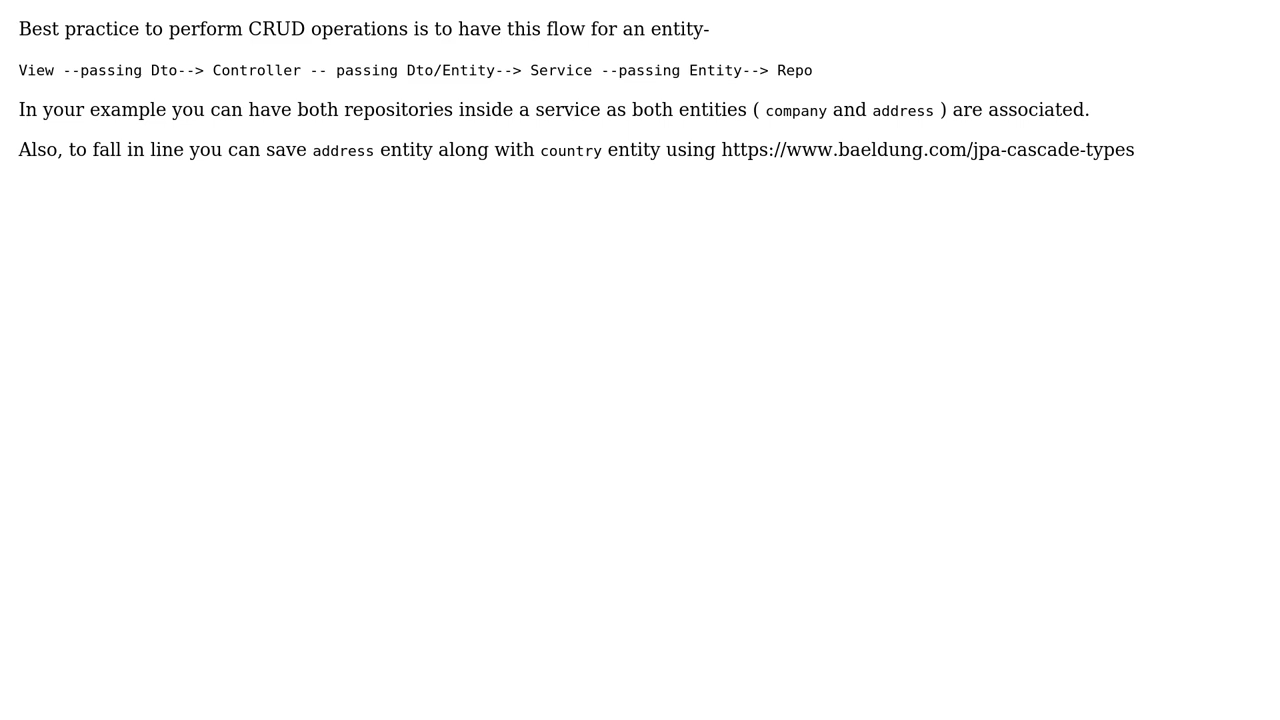 Best practice to perform CRUD operations is to have this flow for an entity-
View --passing Dto--> Controller -- passing Dto/Entity--> Service --passing Entity--> Repo
In your example you can have both repositories inside a service as both entities ( company and address ) are associated.
Also, to fall in line you can save address entity along with country entity using https://www.baeldung.com/jpa-cascade-types